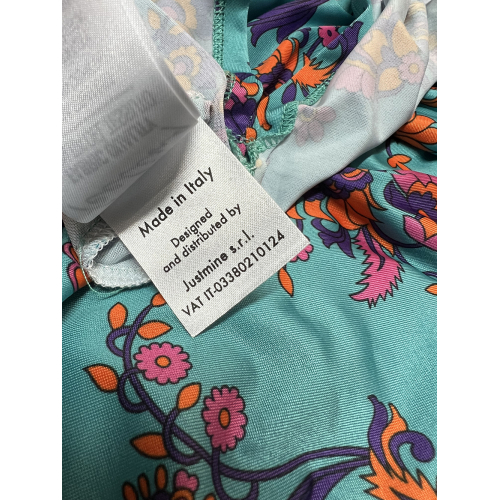 Made in Italy
Designed
and distributed by
Justmine s.r.l.
VAT IT-03380210124